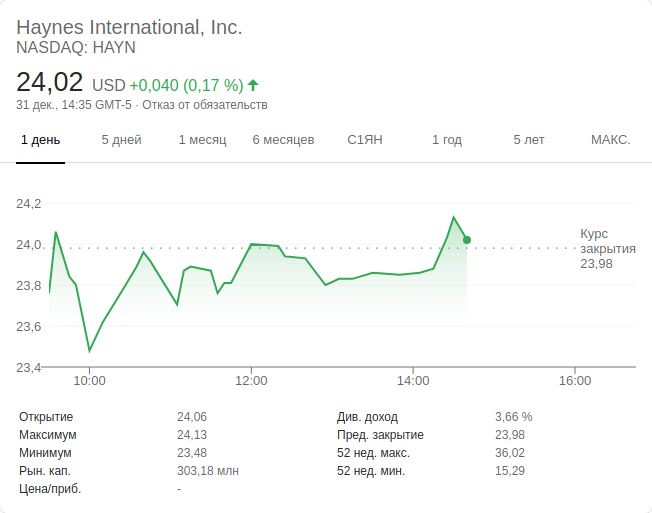 Haynes International, Inc.
NASDAQ: HAYN
24,02 USD +0,040 (0,17 %)
31 дек., 14:35 GMT-5 · Отказ от обязательств
1 день 5 дней 1 месяц 6 месяцев С1ЯН 1 год 5 лет МАКС.
24,2
24,0
23,8
23,6
23,4
Курс
закрытия
23,98
10:00 12:00 14:00 16:00
Открытие 24,06 Див. доход 3,66 %
Максимум 24,13 Пред. закрытие 23,98
Минимум 23,48 52 нед. макс. 36,02
Рын. кап. 303,18 млн 52 нед. мин. 15,29
Цена/приб. -